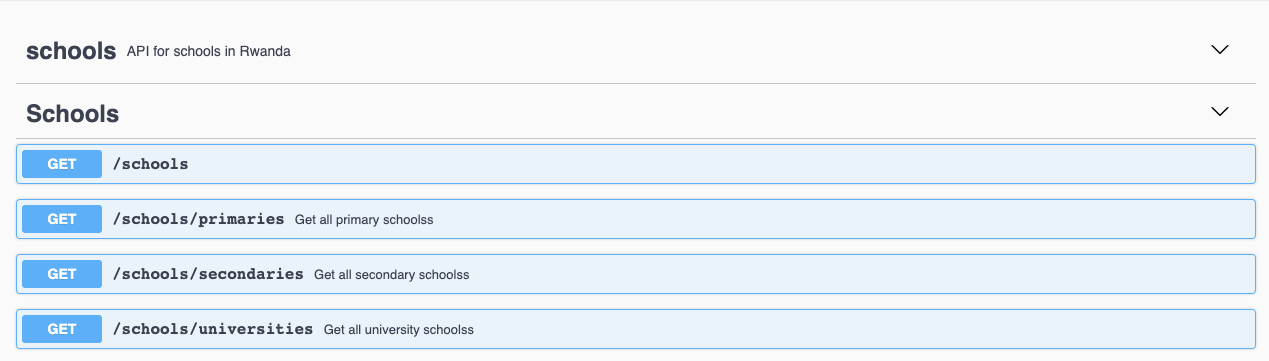 schools API for schools in Rwanda
Schools
GET /schools
GET /schools/primaries Get all primary schoolss
GET /schools/secondaries Get all secondary schoolss
GET /schools/universities Get all university schoolss